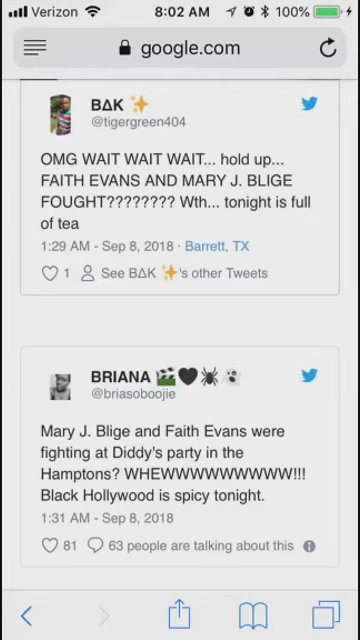 Verizon 8:02 AM 100%
google.com
B∆K ✨
@tigergreen404
OMG WAIT WAIT WAIT... hold up...
FAITH EVANS AND MARY J. BLIGE
FOUGHT???????? Wth... tonight is full
of tea
1:29 AM - Sep 8, 2018 · Barrett, TX
1 See B∆K ✨'s other Tweets
BRIANA 🎬🖤🕷👻
@briasoboojie
Mary J. Blige and Faith Evans were
fighting at Diddy's party in the
Hamptons? WHEWWWWWWWWW!!!
Black Hollywood is spicy tonight.
1:31 AM - Sep 8, 2018
81 63 people are talking about this